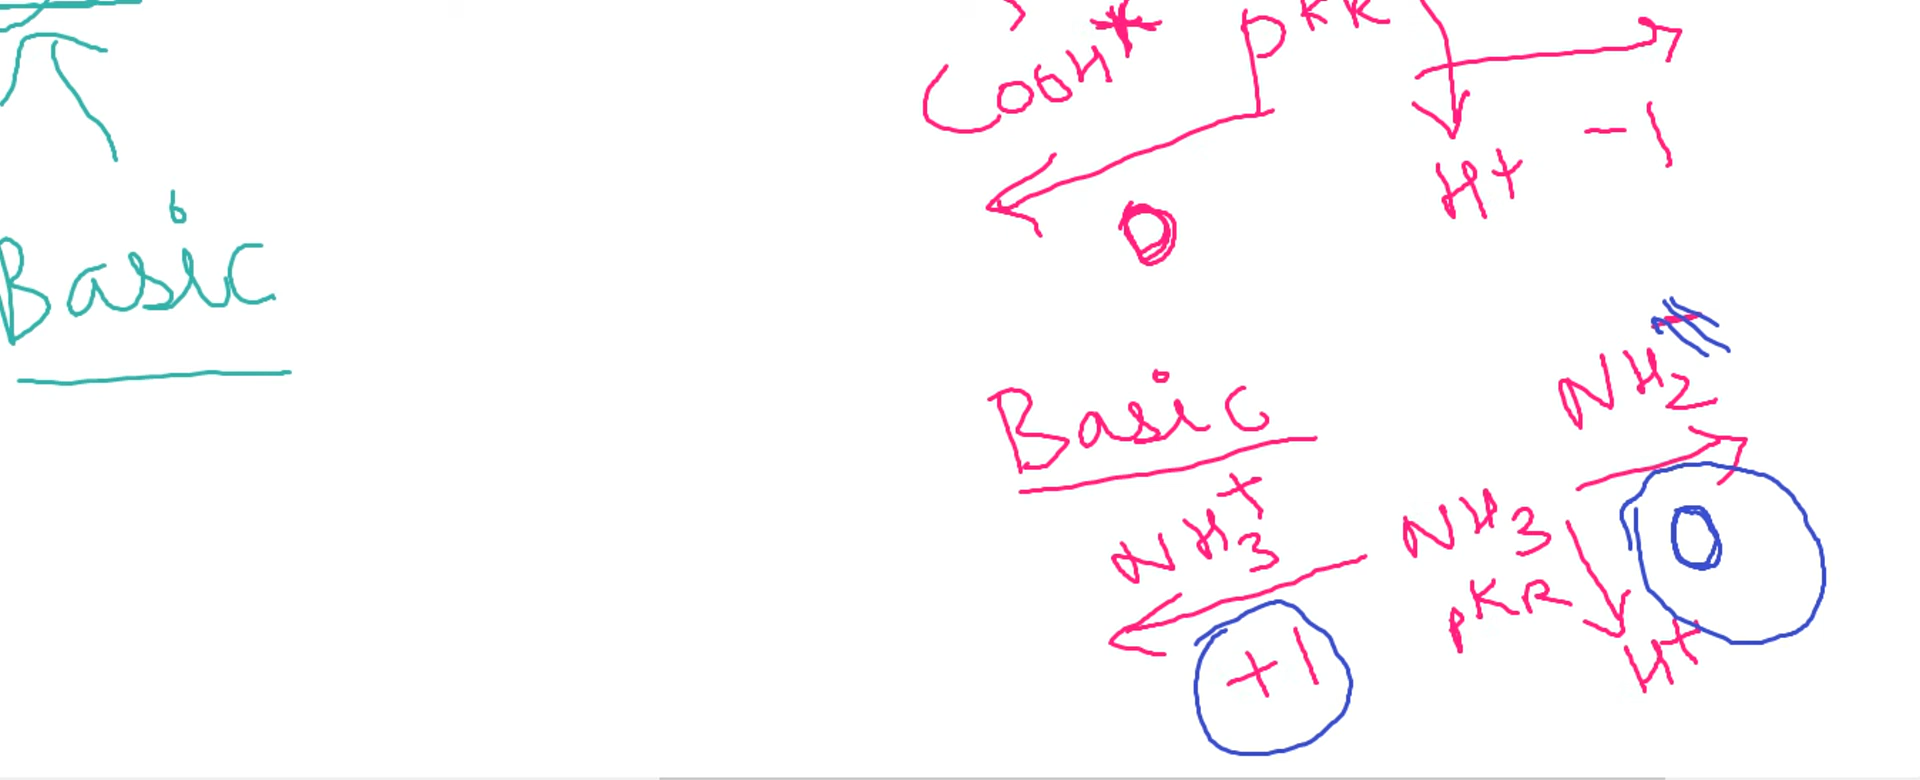 COOH
pKR
H+
-1
0
Basic
Basic
NH2
NH3+
NH3
0
pKR
+1
H+